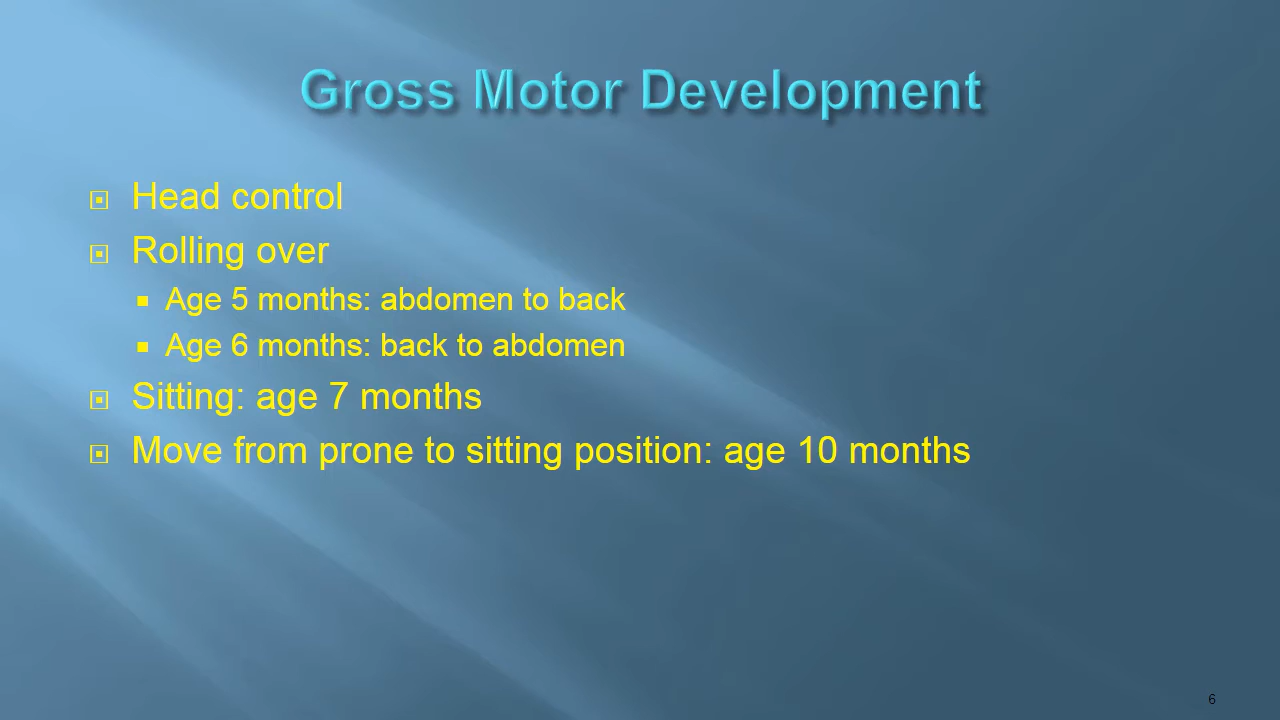 Gross Motor Development
Head control
Rolling over
Age 5 months: abdomen to back
Age 6 months: back to abdomen
Sitting: age 7 months
Move from prone to sitting position: age 10 months
6